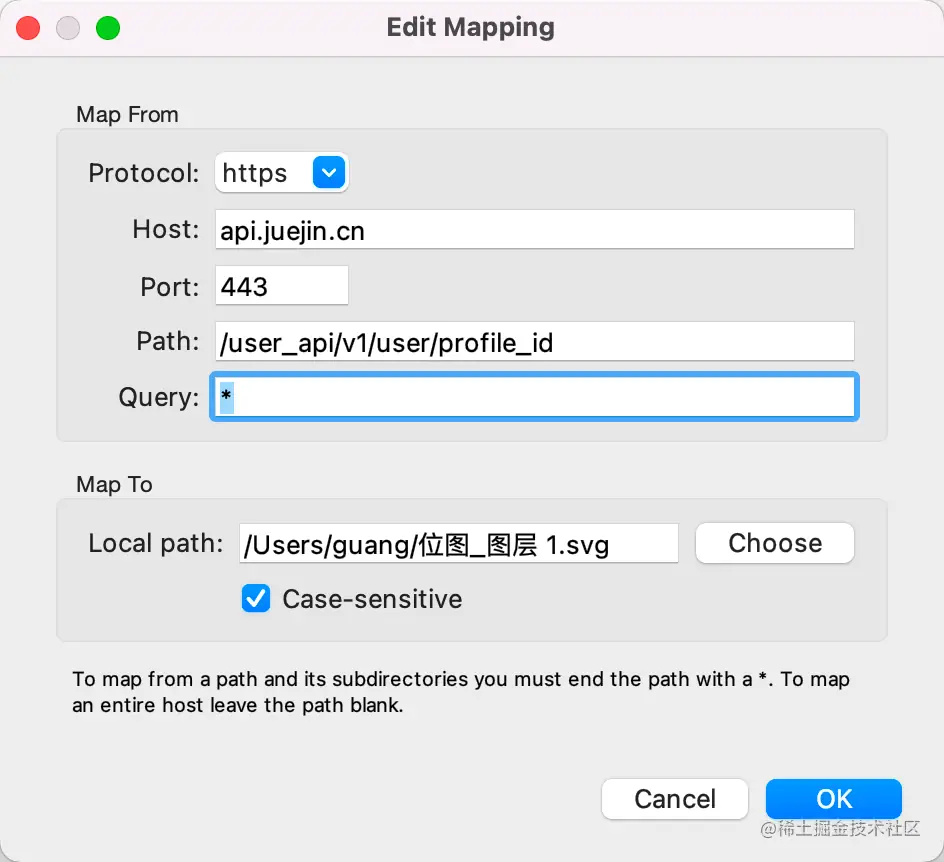 Edit Mapping
Map From
Protocol: https
Host: api.juejin.cn
Port: 443
Path: /user_api/v1/user/profile_id
Query: *
Map To
Local path: /Users/guang/位图_图层 1.svg Choose
Case-sensitive
To map from a path and its subdirectories you must end the path with a *. To map
an entire host leave the path blank.
Cancel OK
@稀土掘金技术社区